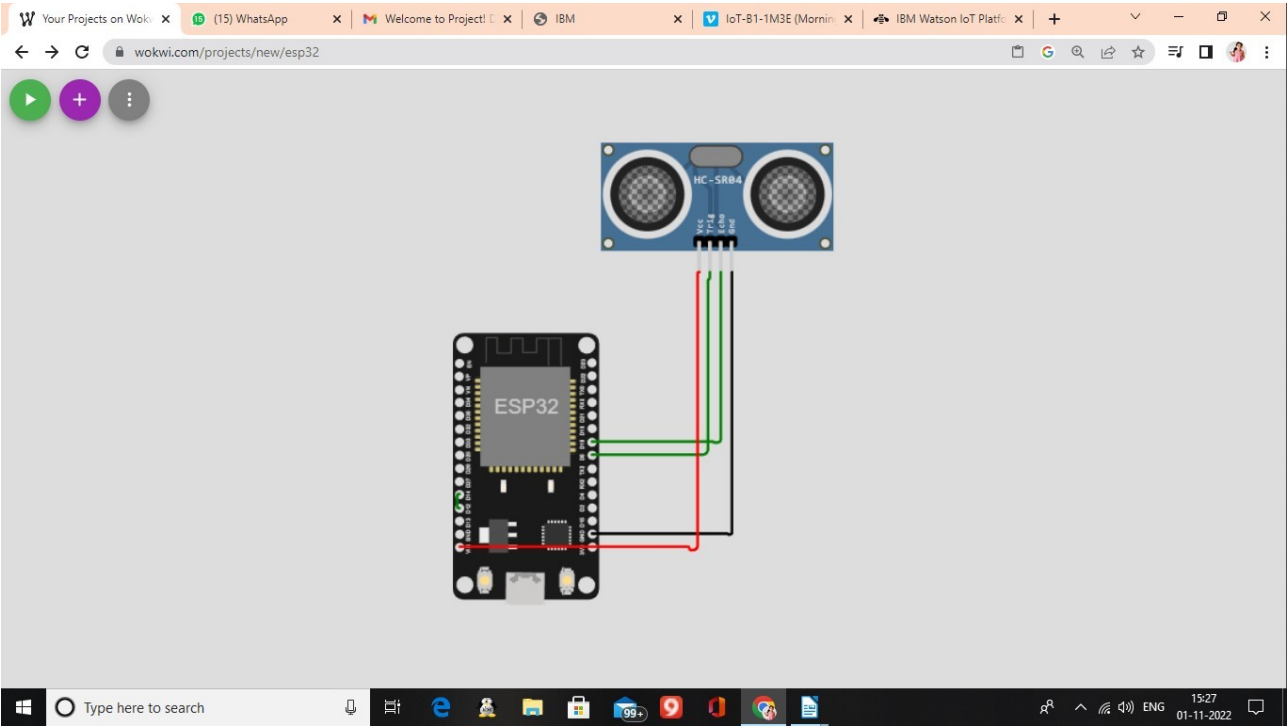 Your Projects on Wokw
(15) WhatsApp
Welcome to Project!
IBM
IoT-B1-1M3E (Mornin
IBM Watson IoT Platfo
wokwi.com/projects/new/esp32
HC-SR04
Vcc
Trig
Echo
Gnd
ESP32
Type here to search
99+
ENG
15:27
01-11-2022